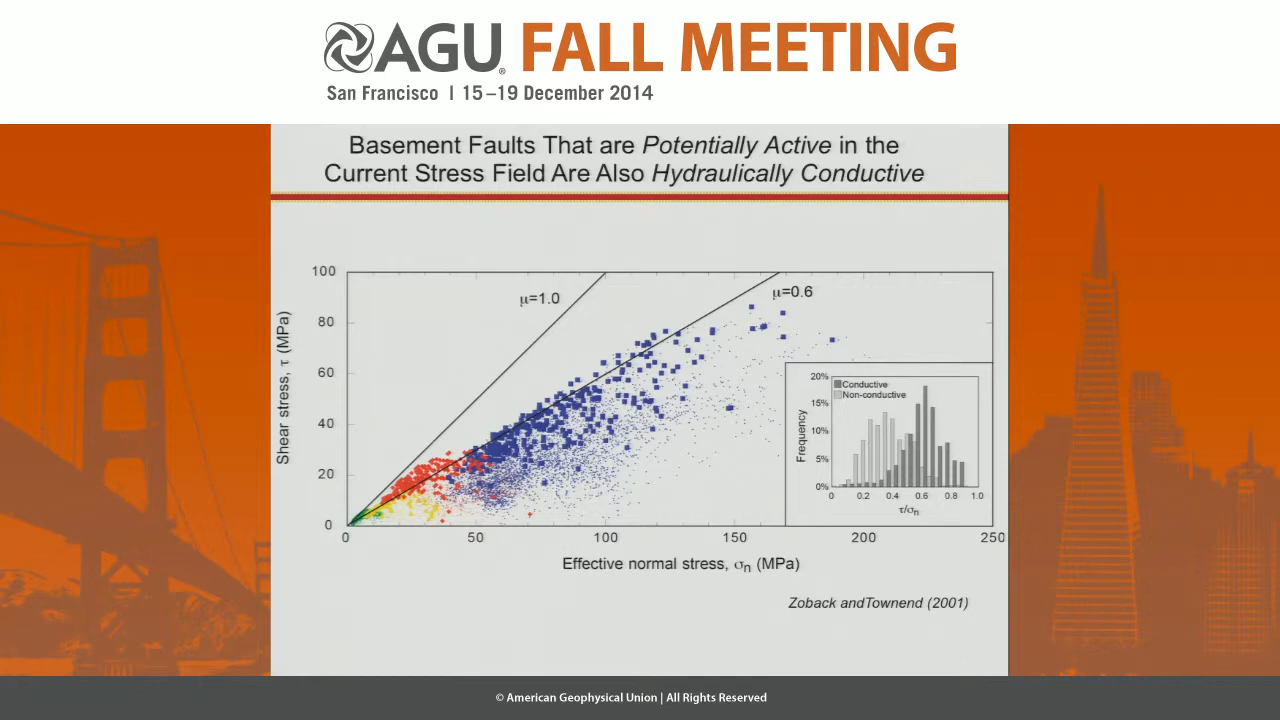 AGU® FALL MEETING
San Francisco | 15–19 December 2014
Basement Faults That are Potentially Active in the
Current Stress Field Are Also Hydraulically Conductive
100
80
60
40
20
0
Shear stress, τ (MPa)
μ=1.0
μ=0.6
20%
15%
10%
5%
0%
Frequency
Conductive
Non-conductive
0 0.2 0.4 0.6 0.8 1.0
τ/σn
0 50 100 150 200 250
Effective normal stress, σn (MPa)
Zoback andTownend (2001)
© American Geophysical Union | All Rights Reserved